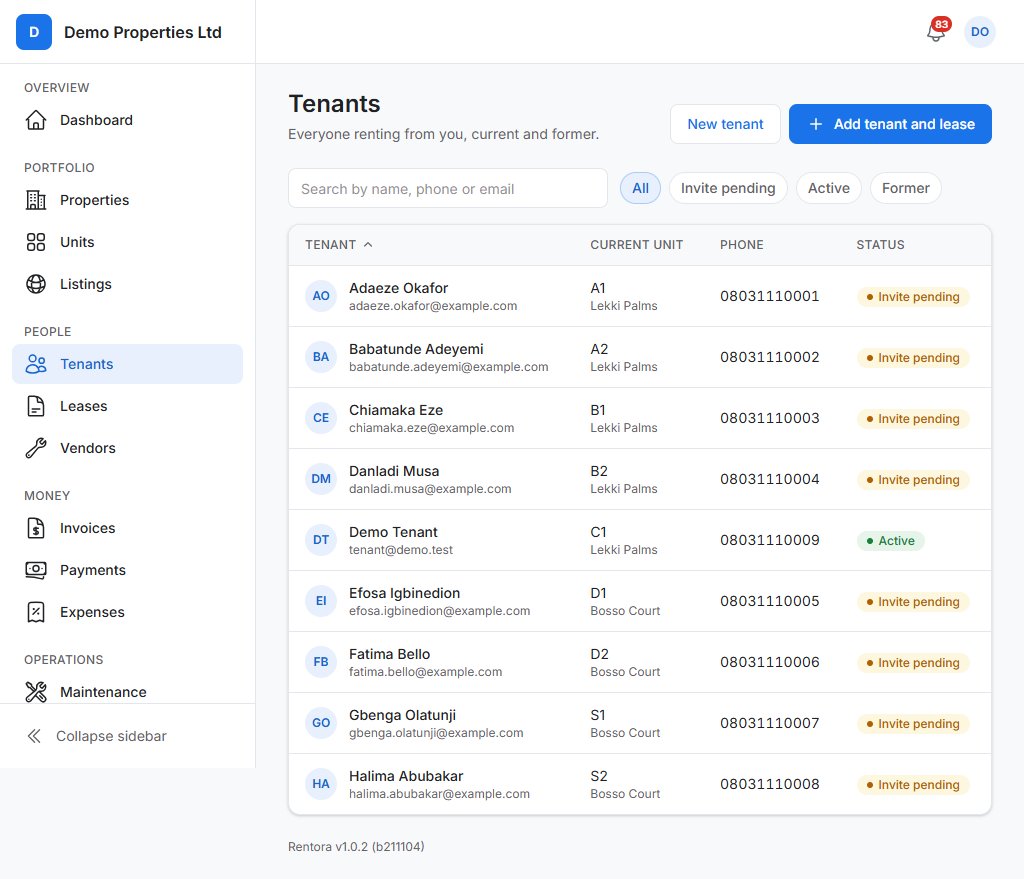 D
Demo Properties Ltd
83
DO
OVERVIEW
Dashboard
PORTFOLIO
Properties
Units
Listings
PEOPLE
Tenants
Leases
Vendors
MONEY
Invoices
Payments
Expenses
OPERATIONS
Maintenance
Collapse sidebar
Tenants
Everyone renting from you, current and former.
New tenant
+ Add tenant and lease
Search by name, phone or email
All
Invite pending
Active
Former
TENANT CURRENT UNIT PHONE STATUS
AO Adaeze Okafor A1 08031110001 Invite pending
adaeze.okafor@example.com Lekki Palms
BA Babatunde Adeyemi A2 08031110002 Invite pending
babatunde.adeyemi@example.com Lekki Palms
CE Chiamaka Eze B1 08031110003 Invite pending
chiamaka.eze@example.com Lekki Palms
DM Danladi Musa B2 08031110004 Invite pending
danladi.musa@example.com Lekki Palms
DT Demo Tenant C1 08031110009 Active
tenant@demo.test Lekki Palms
EI Efosa Igbinedion D1 08031110005 Invite pending
efosa.igbinedion@example.com Bosso Court
FB Fatima Bello D2 08031110006 Invite pending
fatima.bello@example.com Bosso Court
GO Gbenga Olatunji S1 08031110007 Invite pending
gbenga.olatunji@example.com Bosso Court
HA Halima Abubakar S2 08031110008 Invite pending
halima.abubakar@example.com Bosso Court
Rentora v1.0.2 (b211104)